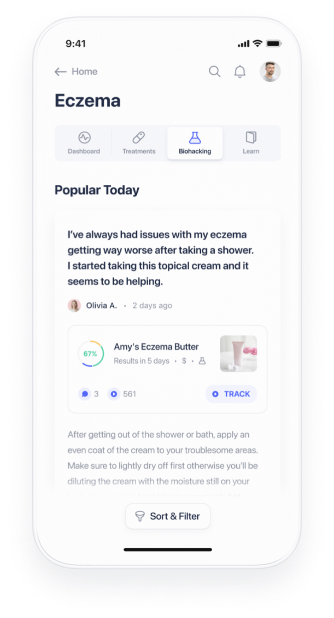 9:41
Home
Eczema
Dashboard
Treatments
Biohacking
Learn
Popular Today
I've always had issues with my eczema
getting way worse after taking a shower.
I started taking this topical cream and it
seems to be helping.
Olivia A. • 2 days ago
67%
Amy's Eczema Butter
Results in 5 days • $ •
3
561
TRACK
After getting out of the shower or bath, apply an
even coat of the cream to your troublesome areas.
Make sure to lightly dry off first otherwise you'll be
diluting the cream with the moisture still on your
Sort & Filter